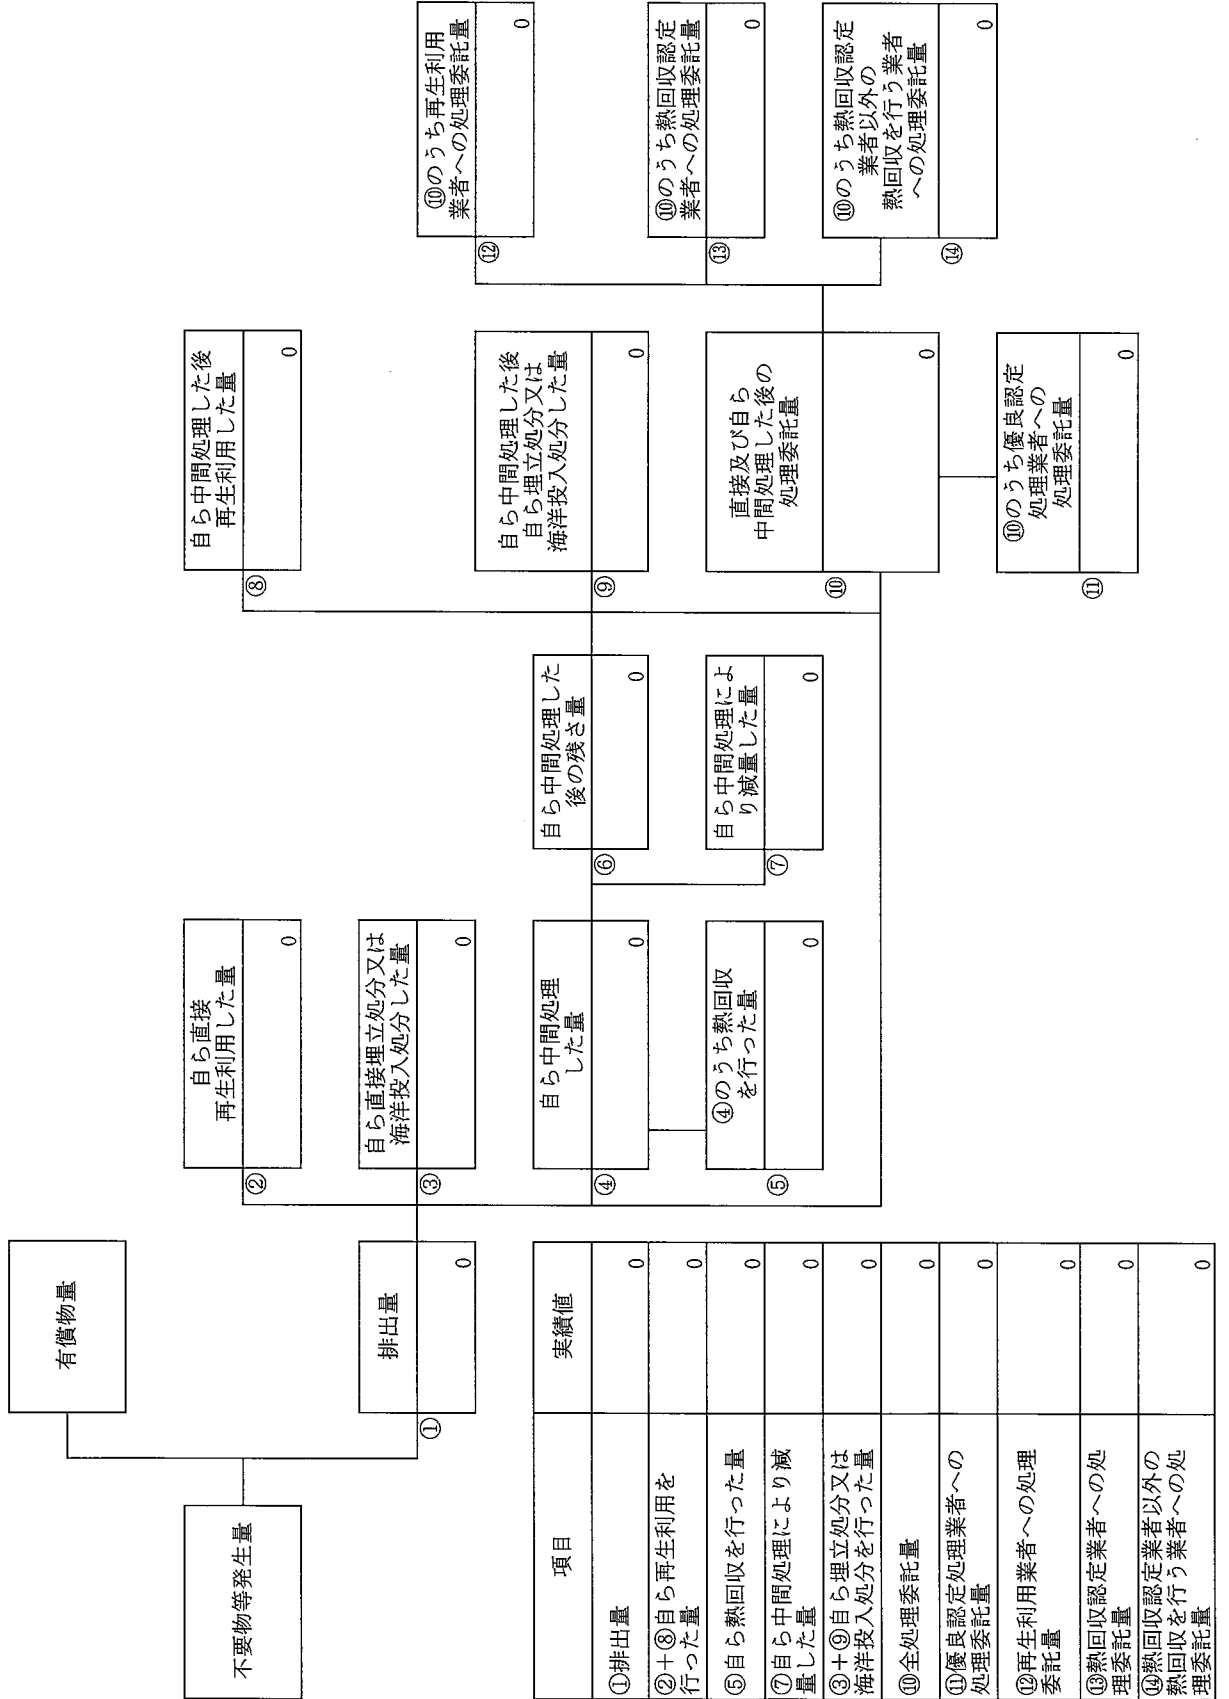 不要物等発生量
有償物量
①
排出量
0
②
自ら直接
再生利用した量
0
③
自ら直接埋立処分又は
海洋投入処分した量
0
④
自ら中間処理
した量
0
⑤
④のうち熱回収
を行った量
0
⑥
自ら中間処理した
後の残さ量
0
⑦
自ら中間処理によ
り減量した量
0
⑧
自ら中間処理した後
再生利用した量
0
⑨
自ら中間処理した後
自ら埋立処分又は
海洋投入処分した量
0
⑩
直接及び自ら
中間処理した後の
処理委託量
0
⑪
⑩のうち優良認定
処理業者への
処理委託量
0
⑫
⑩のうち再生利用
業者への処理委託量
0
⑬
⑩のうち熱回収認定
業者への処理委託量
0
⑭
⑩のうち熱回収認定
業者以外の
熱回収を行う業者
への処理委託量
0
項目 実績値
①排出量 0
②+⑧自ら再生利用を
行った量 0
⑤自ら熱回収を行った量 0
⑦自ら中間処理により減
量した量 0
③+⑨自ら埋立処分又は
海洋投入処分を行った量 0
⑩全処理委託量 0
⑪優良認定処理業者への
処理委託量 0
⑫再生利用業者への処理
委託量 0
⑬熱回収認定業者への処
理委託量 0
⑭熱回収認定業者以外の
熱回収を行う業者への処
理委託量 0